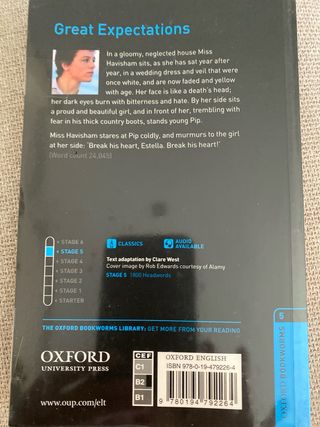 Great Expectations
In a gloomy, neglected house Miss
Havisham sits, as she has sat year after
year, in a wedding dress and veil that were
once white, and are now faded and yellow
with age. Her face is like a death's head;
her dark eyes burn with bitterness and hate. By her side sits
a proud and beautiful girl, and in front of her, trembling with
fear in his thick country boots, stands young Pip.
Miss Havisham stares at Pip coldly, and murmurs to the girl
at her side: 'Break his heart, Estella. Break his heart!'
[Word count 24,045]
STAGE 6
STAGE 5
STAGE 4
STAGE 3
STAGE 2
STAGE 1
STARTER
CLASSICS
AUDIO AVAILABLE
Text adaptation by Clare West
Cover image by Rob Edwards courtesy of Alamy
STAGE 5 1800 Headwords
THE OXFORD BOOKWORMS LIBRARY: GET MORE FROM YOUR READING
5
OXFORD BOOKWORMS
OXFORD
UNIVERSITY PRESS
www.oup.com/elt
CEF
C1
B2
B1
OXFORD ENGLISH
ISBN 978-0-19-479226-4
9 780194 792264